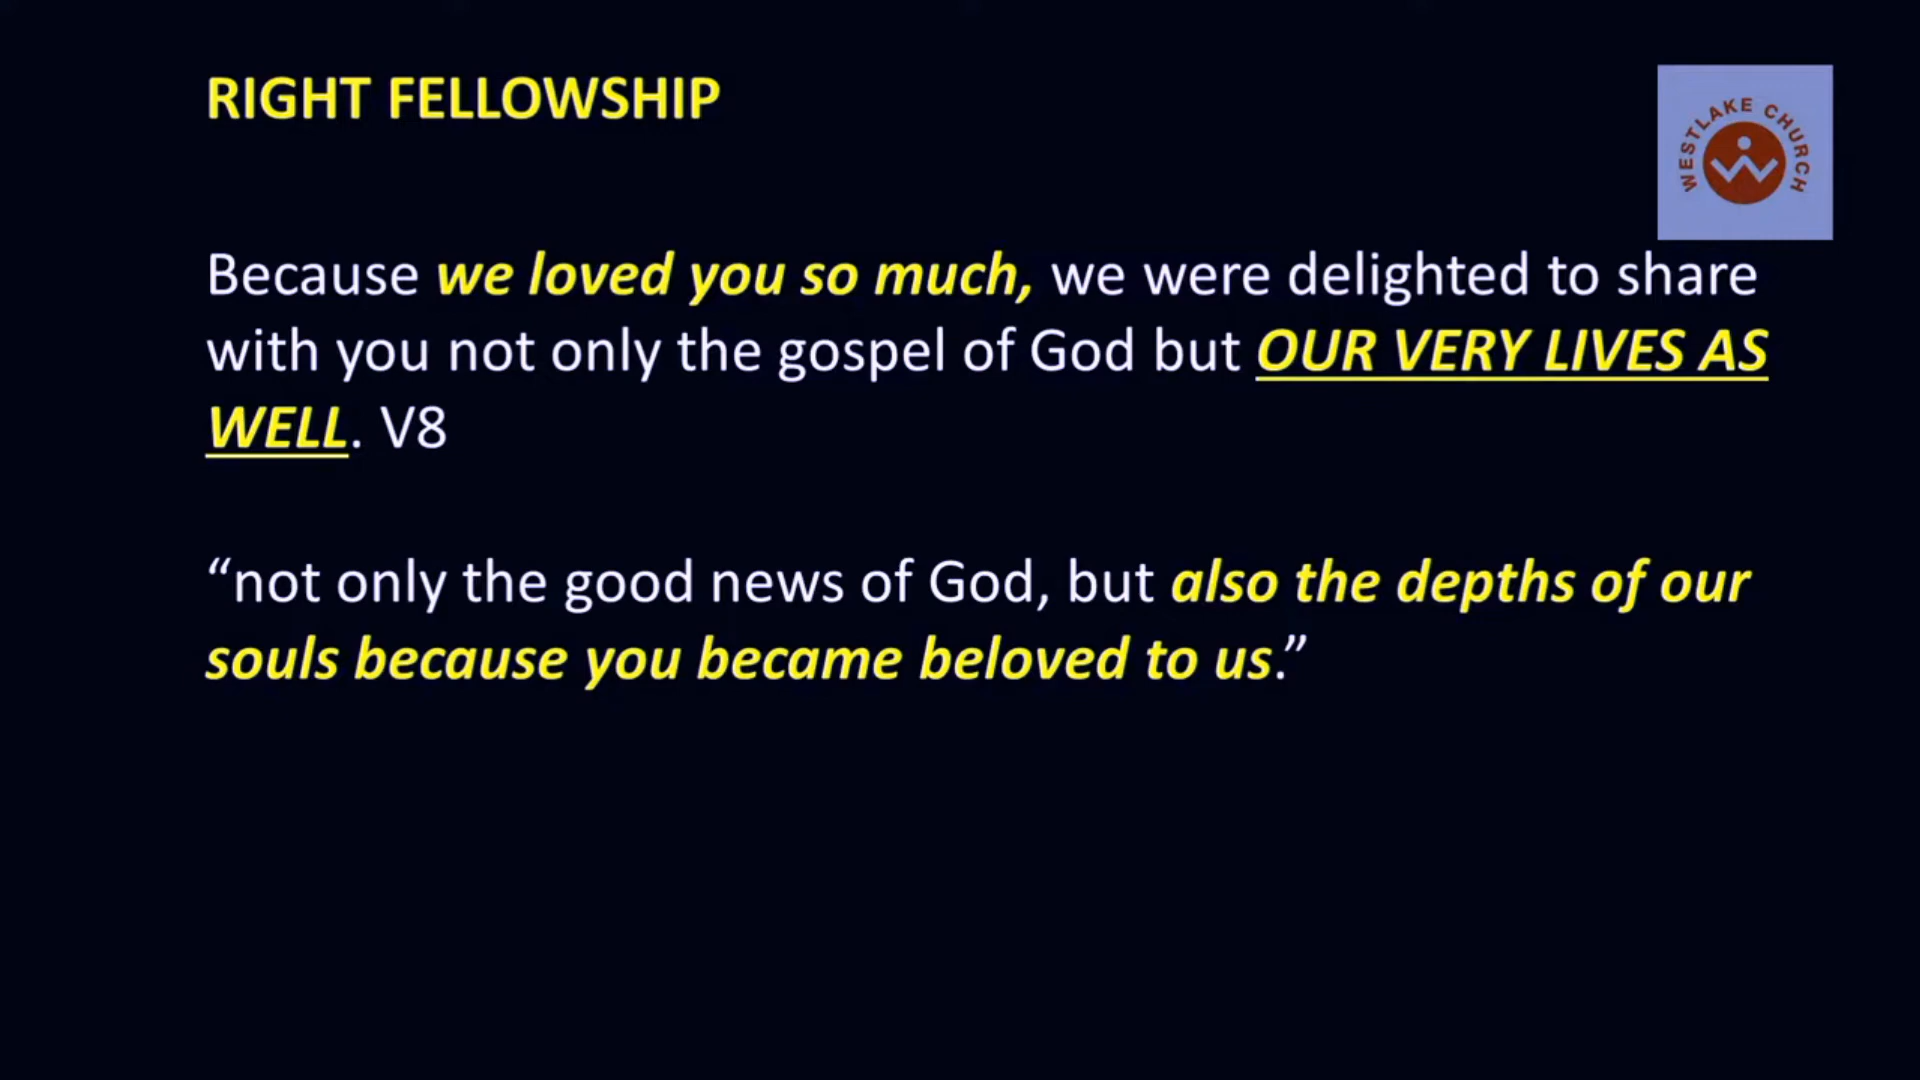 RIGHT FELLOWSHIP
WESTLAKE CHURCH
Because we loved you so much, we were delighted to share
with you not only the gospel of God but OUR VERY LIVES AS
WELL. V8
“not only the good news of God, but also the depths of our
souls because you became beloved to us.”